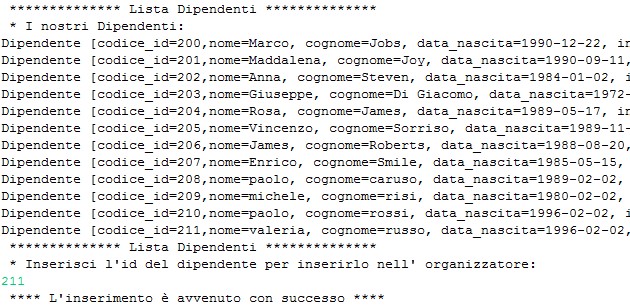 ************** Lista Dipendenti **************
* I nostri Dipendenti:
Dipendente [codice_id=200,nome=Marco, cognome=Jobs, data_nascita=1990-12-22, in
Dipendente [codice_id=201,nome=Maddalena, cognome=Joy, data_nascita=1990-09-11,
Dipendente [codice_id=202,nome=Anna, cognome=Steven, data_nascita=1984-01-02, i
Dipendente [codice_id=203,nome=Giuseppe, cognome=Di Giacomo, data_nascita=1972-
Dipendente [codice_id=204,nome=Rosa, cognome=James, data_nascita=1989-05-17, in
Dipendente [codice_id=205,nome=Vincenzo, cognome=Sorriso, data_nascita=1989-11-
Dipendente [codice_id=206,nome=James, cognome=Roberts, data_nascita=1988-08-20,
Dipendente [codice_id=207,nome=Enrico, cognome=Smile, data_nascita=1985-05-15,
Dipendente [codice_id=208,nome=paolo, cognome=caruso, data_nascita=1989-02-02,
Dipendente [codice_id=209,nome=michele, cognome=risi, data_nascita=1980-02-02,
Dipendente [codice_id=210,nome=paolo, cognome=rossi, data_nascita=1996-02-02, i
Dipendente [codice_id=211,nome=valeria, cognome=russo, data_nascita=1996-02-02,
************** Lista Dipendenti **************
* Inserisci l'id del dipendente per inserirlo nell' organizzatore:
211
**** L'inserimento è avvenuto con successo ****